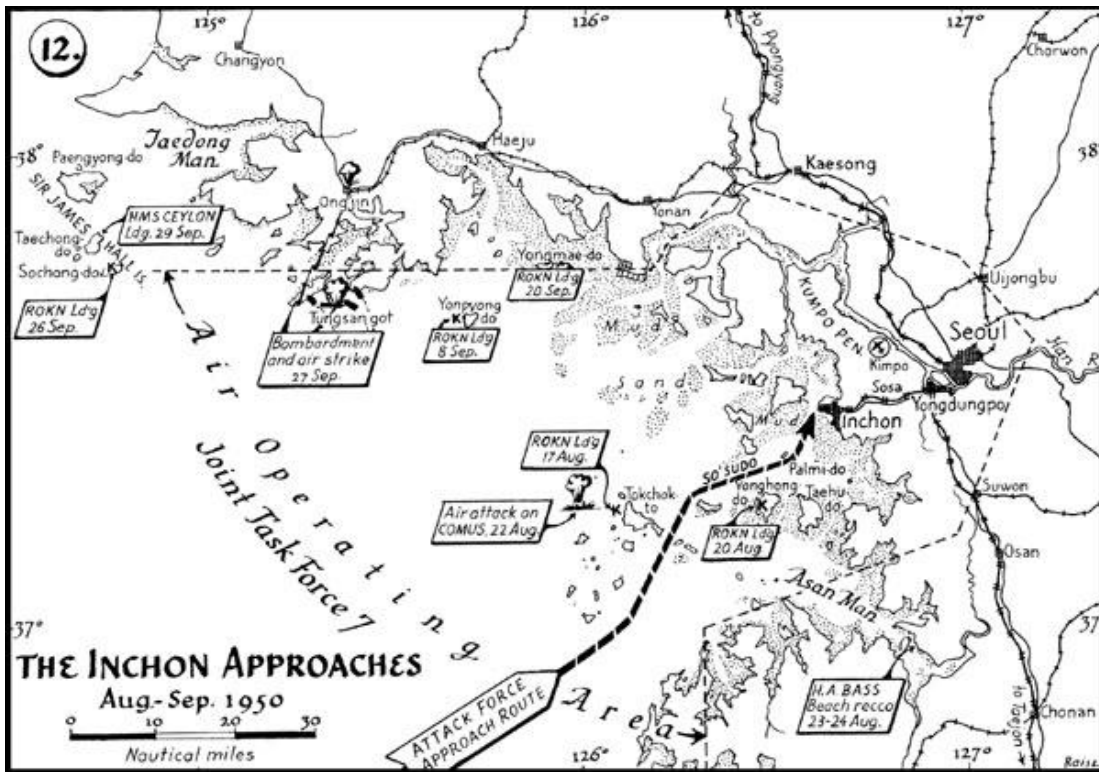 12.
125
126
127
Changyon
to Pyongyang
Chorwon
38°
Taedong
Man.
Haeju
Kaesong
38°
Paengyong-do
SIR JAMES HALL IS.
Ongjin
Yonan
HMS CEYLON
Ldg. 29 Sep.
Taechong-
do
Sochong-do
ROKN Ld'g
26 Sep.
Yongmae-do
ROKN Ldg
20 Sep.
Uijongbu
KUMPO PEN.
Tungsan got
Yonpyong
do
ROKN Ldg
8 Sep.
Bombardment
and air strike
27 Sep.
Mud
Seoul
Han R
Kimpo
Sand
Sosa
Yongdungpo
Mud
Inchon
Air Operating Area
Joint Task Force 7
ROKN Ld'g
17 Aug.
SO SUDO
Palmi-do
Air attack on
COMUS, 22 Aug
Tokchok-
to
Yonghong
do
Taehu
do
Suwon
ROKN Ldg
20 Aug
Osan
Asan Man
37°
37
THE INCHON APPROACHES
Aug.-Sep. 1950
0 10 20 30
Nautical miles
ATTACK FORCE
APPROACH ROUTE
H.A. BASS
Beach recco
23-24 Aug.
Chonan
to Taejon
126
127°
Raisz